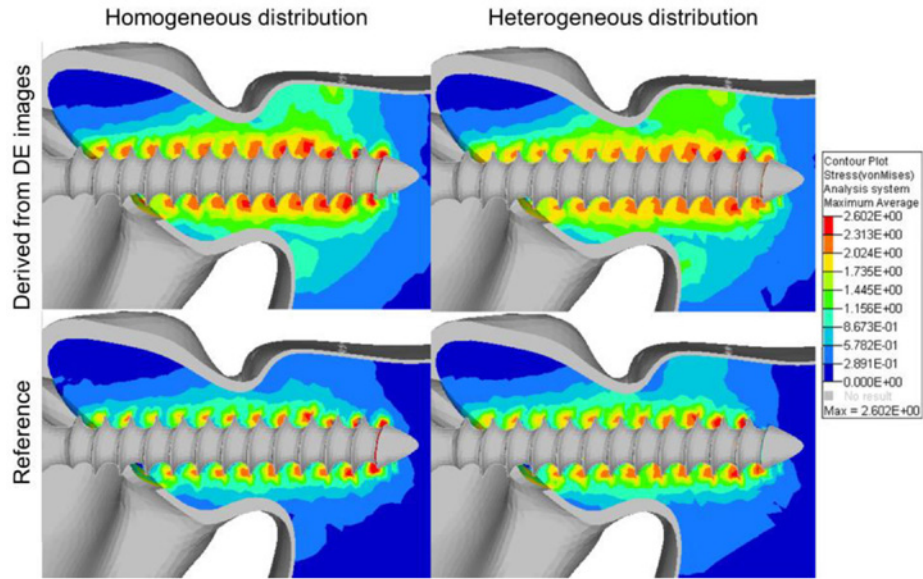 Homogeneous distribution
Heterogeneous distribution
Derived from DE images
Reference
Contour Plot
Stress(vonMises)
Analysis system
Maximum Average
2.602E+00
2.313E+00
2.024E+00
1.735E+00
1.445E+00
1.156E+00
8.673E-01
5.782E-01
2.891E-01
0.000E+00
No result
Max = 2.602E+00